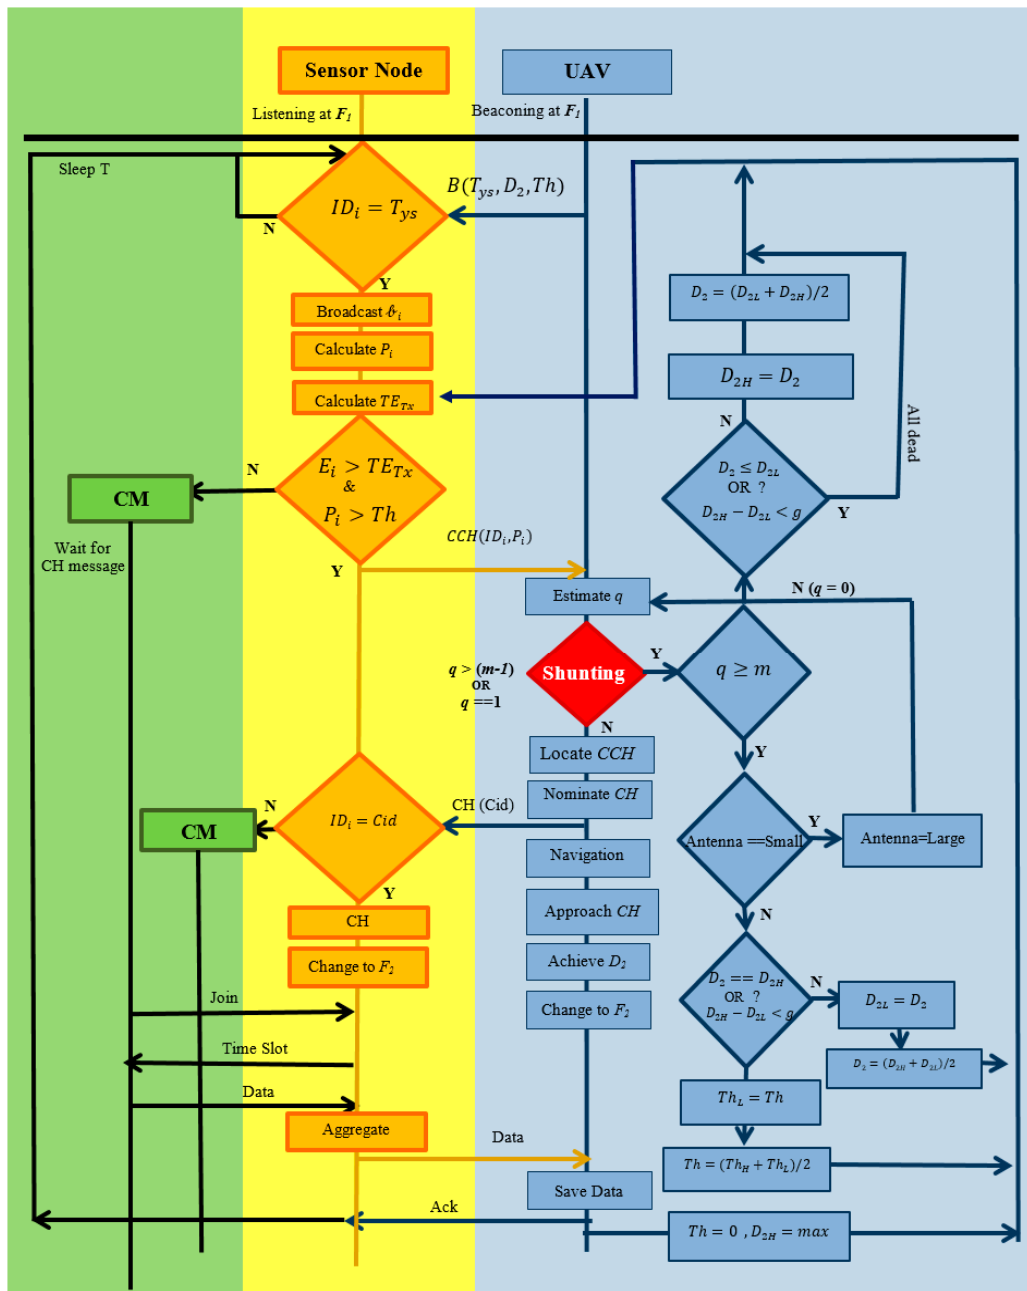 Sensor Node
UAV
Listening at F1
Beaconing at F1
Sleep T
B(Tys, D2, Th)
IDi = Tys
N
Y
Broadcast 𝒷i
Calculate Pi
Calculate TETx
Ei > TETx
&
Pi > Th
N
Y
CM
Wait for
CH message
CCH(IDi,Pi)
D2 = (D2L + D2H)/2
D2H = D2
All dead
N
D2 ≤ D2L
OR ?
D2H − D2L < g
Y
N (q = 0)
Estimate q
Shunting
q > (m-1)
OR
q ==1
Y
N
q ≥ m
Y
Locate CCH
Nominate CH
CH (Cid)
Navigation
Approach CH
Achieve D2
Change to F2
IDi = Cid
N
Y
CM
Antenna ==Small
Y
Antenna=Large
N
CH
Change to F2
D2 == D2H
OR ?
D2H − D2L < g
N
D2L = D2
D2 = (D2H + D2L)/2
Join
Time Slot
Data
ThL = Th
Aggregate
Data
Th = (ThH + ThL)/2
Save Data
Ack
Th = 0 , D2H = max